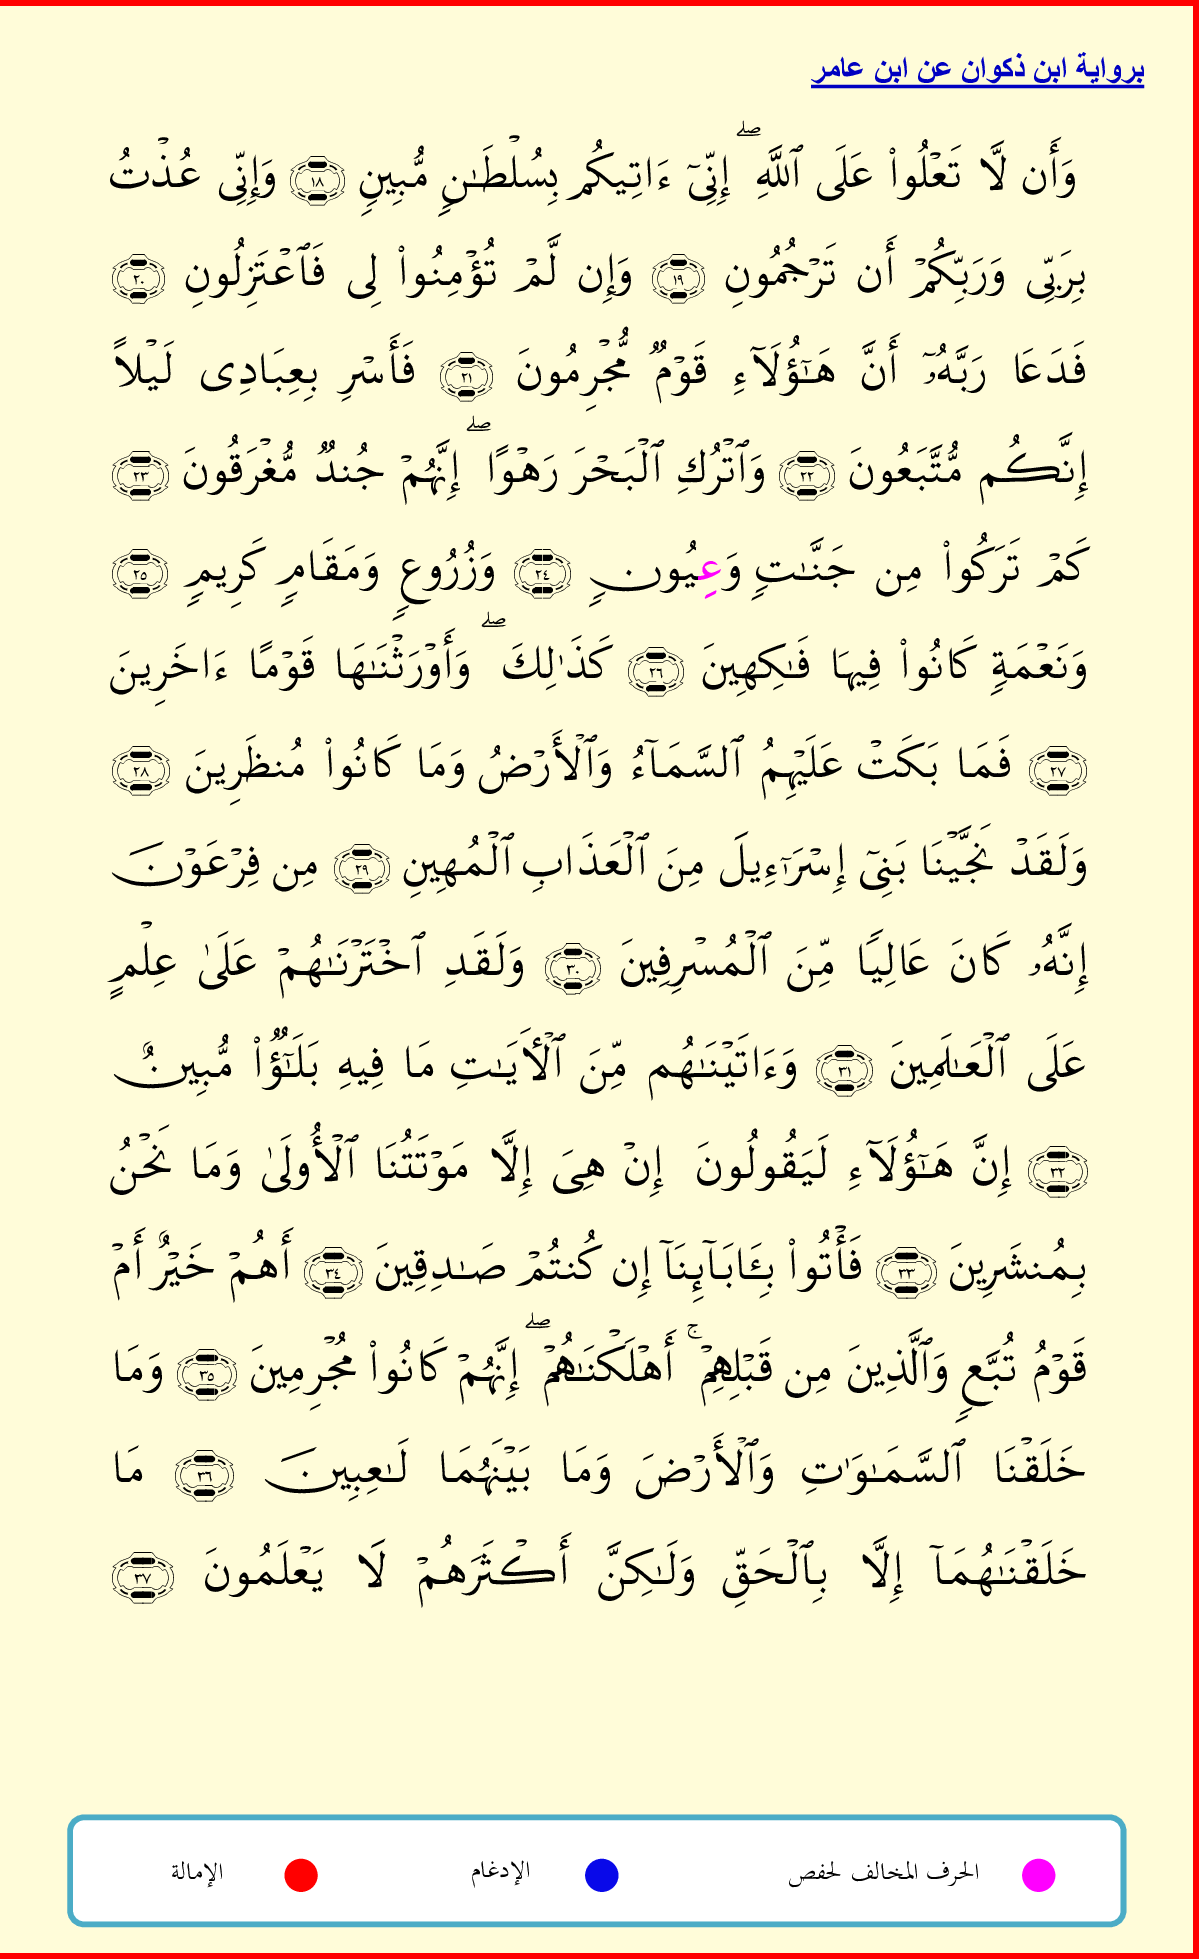 برواية ابن ذكوان عن ابن عامر
وَأَن لَّا تَعْلُوا۟ عَلَى ٱللَّهِ ۖ إِنِّىٓ ءَاتِيكُم بِسُلْطَـٰنٍ مُّبِينٍ ١٨ وَإِنِّى عُذْتُ
بِرَبِّى وَرَبِّكُمْ أَن تَرْجُمُونِ ١٩ وَإِن لَّمْ تُؤْمِنُوا۟ لِى فَٱعْتَزِلُونِ ٢٠
فَدَعَا رَبَّهُۥٓ أَنَّ هَـٰٓؤُلَآءِ قَوْمٌ مُّجْرِمُونَ ٢١ فَأَسْرِ بِعِبَادِى لَيْلاً
إِنَّكُم مُّتَّبَعُونَ ٢٢ وَٱتْرُكِ ٱلْبَحْرَ رَهْوًا ۖ إِنَّهُمْ جُندٌ مُّغْرَقُونَ ٢٣
كَمْ تَرَكُوا۟ مِن جَنَّـٰتٍ وَعِيُونٍ ٢٤ وَزُرُوعٍ وَمَقَامٍ كَرِيمٍ ٢٥
وَنَعْمَةٍ كَانُوا۟ فِيهَا فَـٰكِهِينَ ٢٦ كَذَٰلِكَ ۖ وَأَوْرَثْنَـٰهَا قَوْمًا ءَاخَرِينَ
٢٧ فَمَا بَكَتْ عَلَيْهِمُ ٱلسَّمَآءُ وَٱلْأَرْضُ وَمَا كَانُوا۟ مُنظَرِينَ ٢٨
وَلَقَدْ نَجَّيْنَا بَنِىٓ إِسْرَٰٓءِيلَ مِنَ ٱلْعَذَابِ ٱلْمُهِينِ ٢٩ مِن فِرْعَوْنَ
إِنَّهُۥ كَانَ عَالِيًا مِّنَ ٱلْمُسْرِفِينَ ٣٠ وَلَقَدِ ٱخْتَرْنَـٰهُمْ عَلَىٰ عِلْمٍ
عَلَى ٱلْعَـٰلَمِينَ ٣١ وَءَاتَيْنَـٰهُم مِّنَ ٱلْأَيَـٰتِ مَا فِيهِ بَلَـٰٓؤٌا۟ مُّبِينٌ
٣٢ إِنَّ هَـٰٓؤُلَآءِ لَيَقُولُونَ إِنْ هِىَ إِلَّا مَوْتَتُنَا ٱلْأُولَىٰ وَمَا نَحْنُ
بِمُنشَرِينَ ٣٣ فَأْتُوا۟ بِـَٔابَآئِنَآ إِن كُنتُمْ صَـٰدِقِينَ ٣٤ أَهُمْ خَيْرٌ أَمْ
قَوْمُ تُبَّعٍ وَٱلَّذِينَ مِن قَبْلِهِمْ ۚ أَهْلَكْنَـٰهُمْ ۖ إِنَّهُمْ كَانُوا۟ مُجْرِمِينَ ٣٥ وَمَا
خَلَقْنَا ٱلسَّمَـٰوَٰتِ وَٱلْأَرْضَ وَمَا بَيْنَهُمَا لَـٰعِبِينَ ٣٦ مَا
خَلَقْنَـٰهُمَآ إِلَّا بِٱلْحَقِّ وَلَـٰكِنَّ أَكْثَرَهُمْ لَا يَعْلَمُونَ ٣٧
الحرف المخالف لحفص الإدغام الإمالة